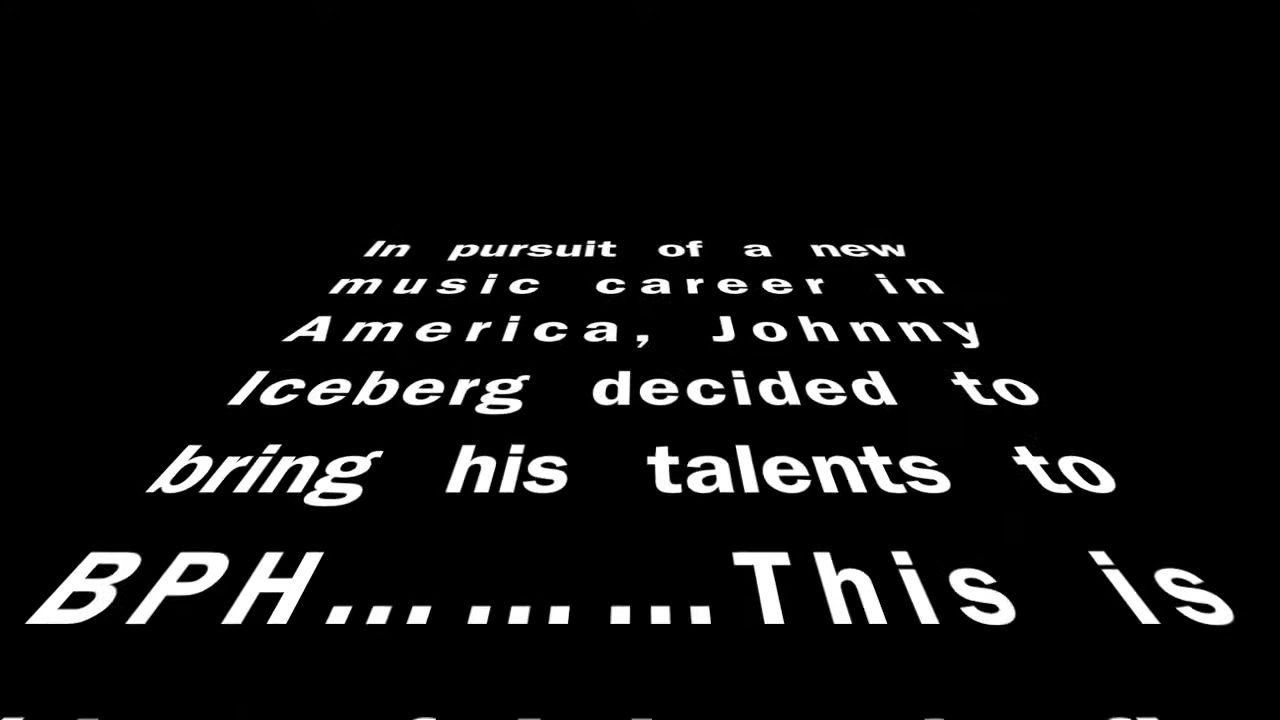 In pursuit of a new
music career in
America, Johnny
Iceberg decided to
bring his talents to
BPH.........This is